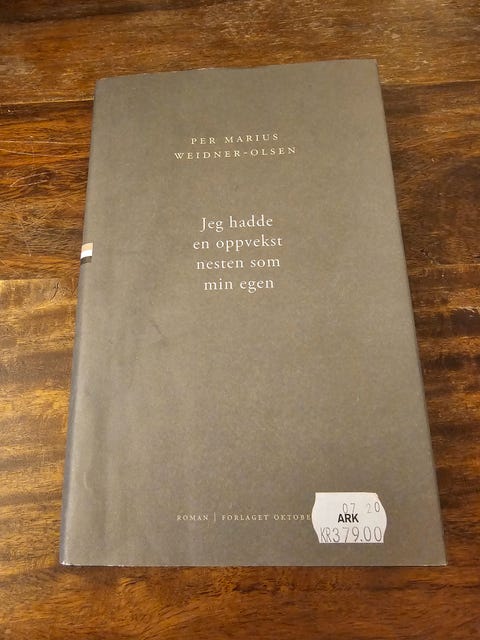 PER MARIUS
WEIDNER-OLSEN
Jeg hadde
en oppvekst
nesten som
min egen
ROMAN | FORLAGET OKTOBE
07 20
ARK
KR379.00